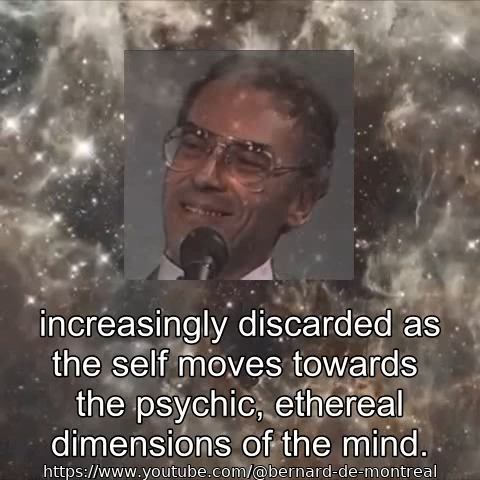 increasingly discarded as
the self moves towards
the psychic, ethereal
dimensions of the mind.
https://www.youtube.com/@bernard-de-montreal